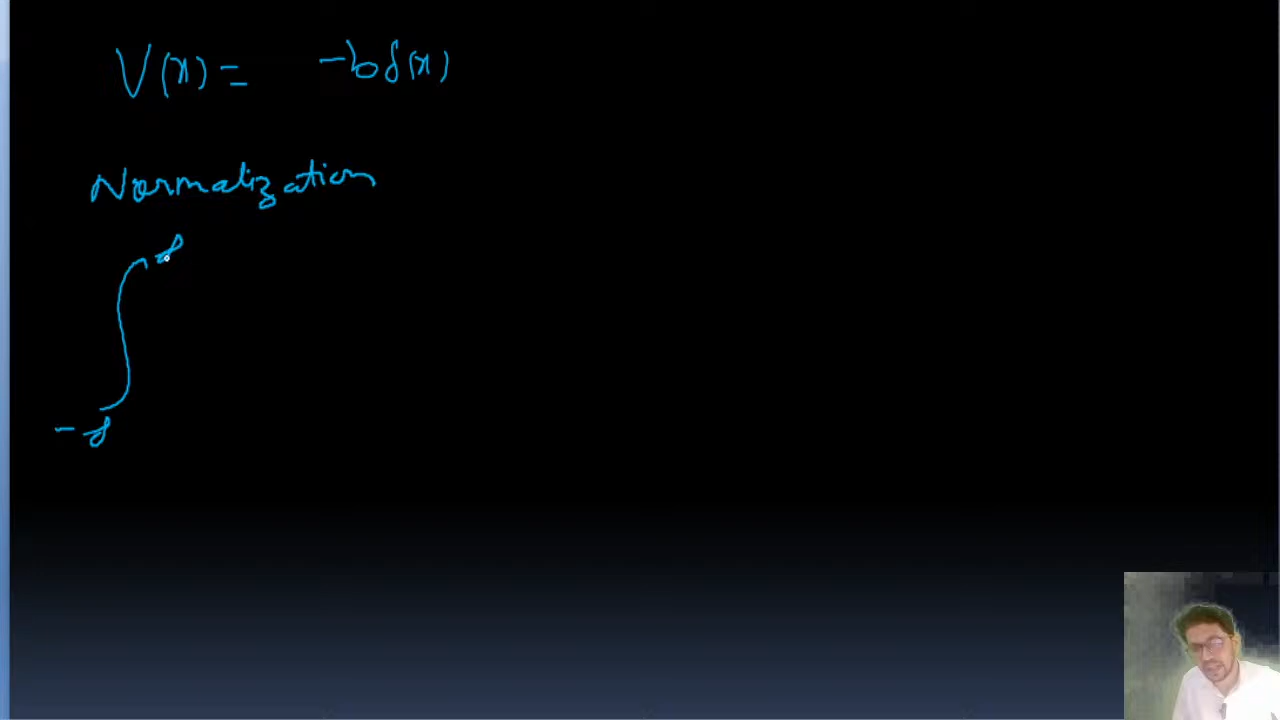 V(x) = -bδ(x)
Normalization
∫